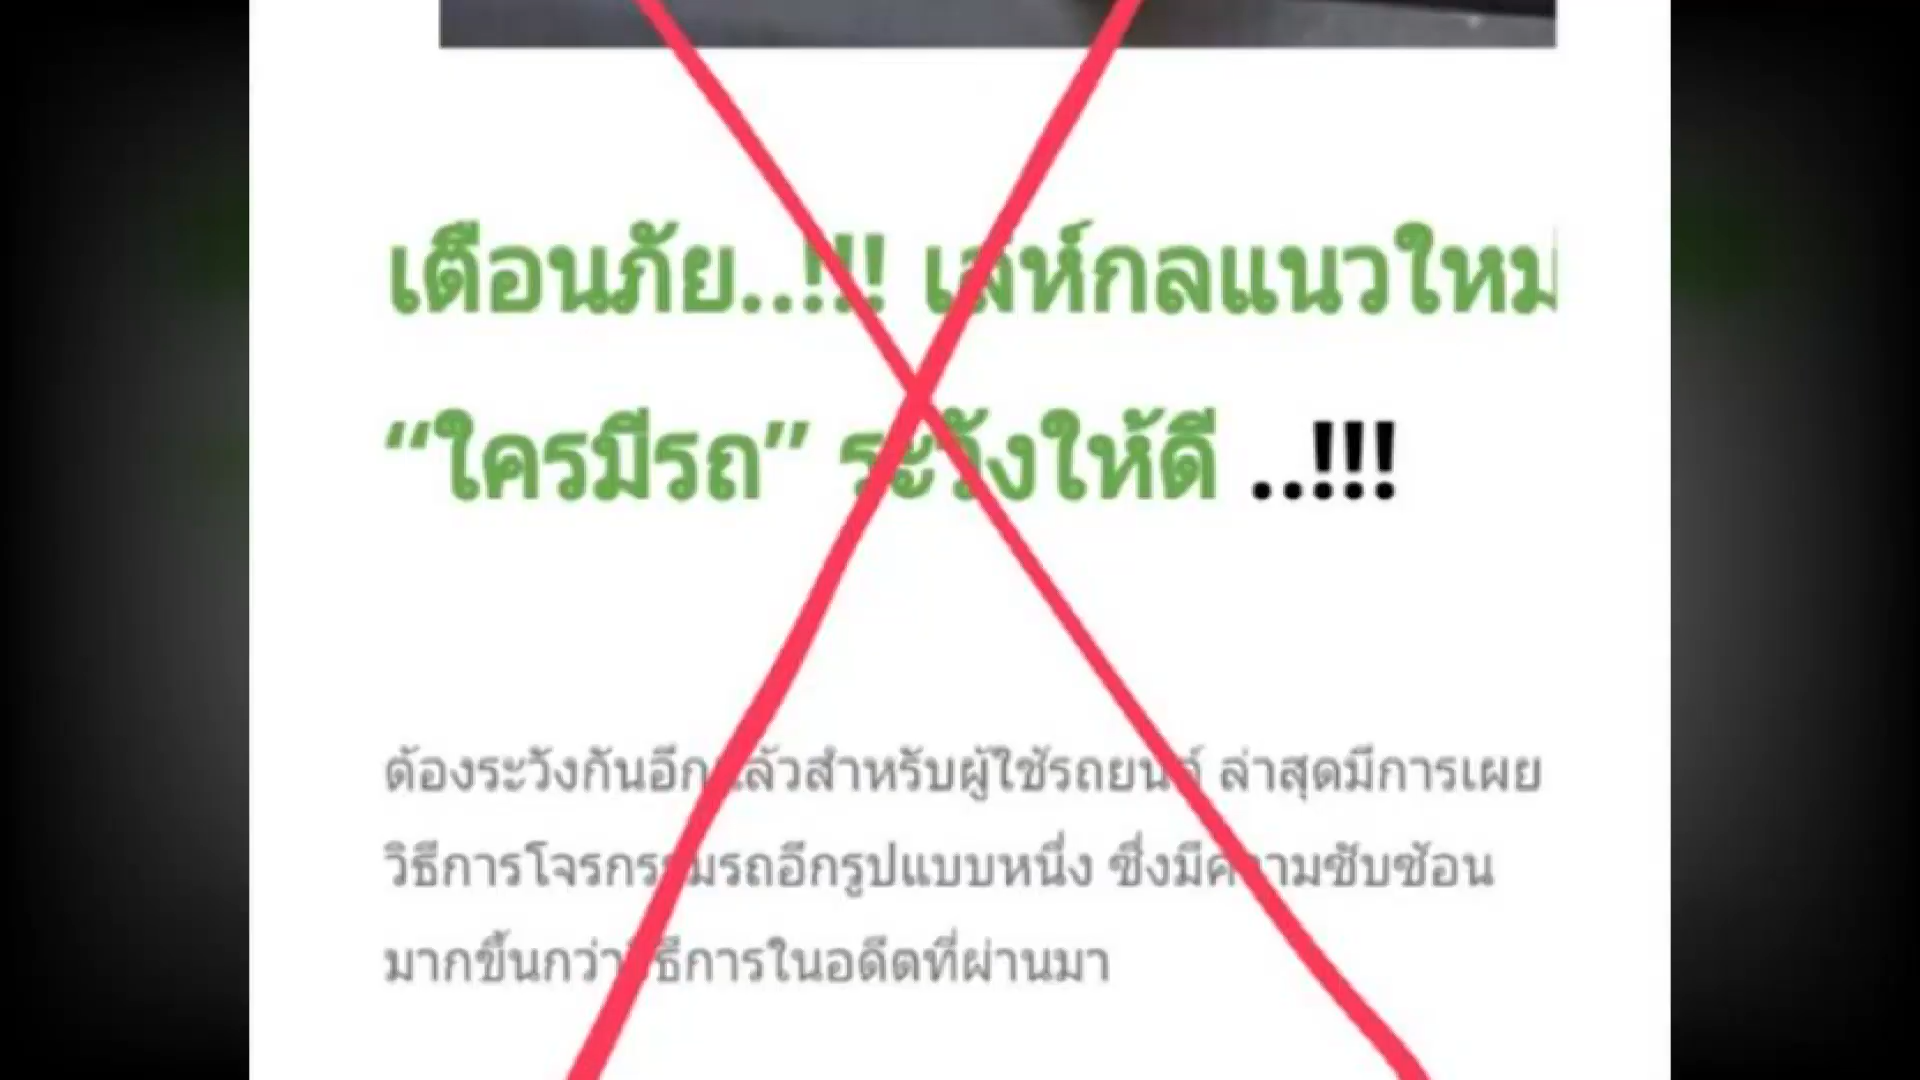 เตือนภัย..!!! เล่ห์กลแนวใหม่
“ใครมีรถ” ระวังให้ดี ..!!!
ต้องระวังกันอีกแล้วสำหรับผู้ใช้รถยนต์ ล่าสุดมีการเผย
วิธีการโจรกรรมรถอีกรูปแบบหนึ่ง ซึ่งมีความซับซ้อน
มากขึ้นกว่าวิธีการในอดีตที่ผ่านมา